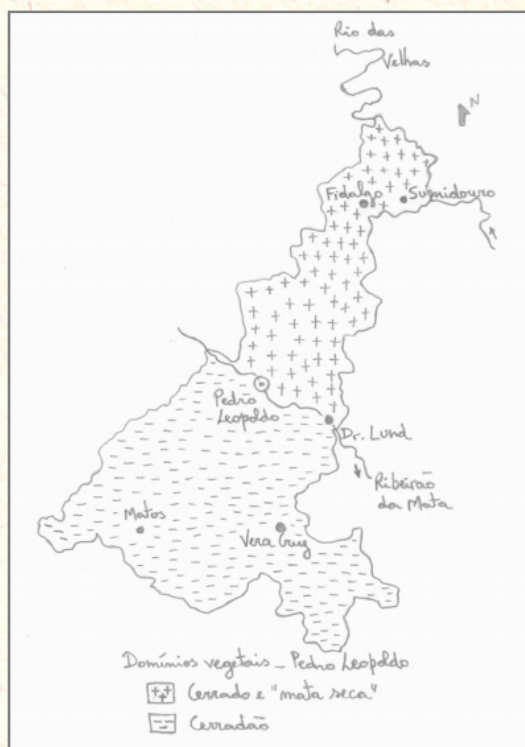 Rio das
Velhas
N
Fidalgo
Sumidouro
Pedro
Leopoldo
Dr. Lund
Ribeirão
da Mata
Matos
Vera Cruz
Domínios vegetais - Pedro Leopoldo
Cerrado e "mata seca"
Cerradão